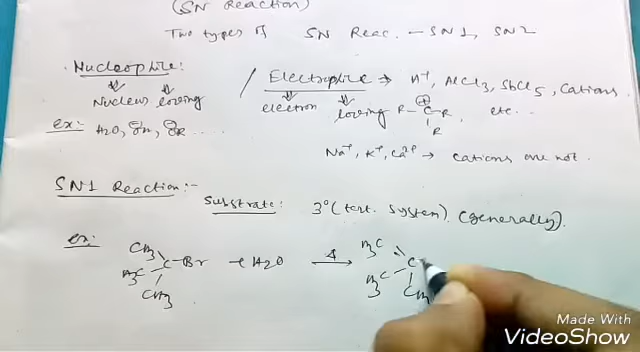 (SN Reaction)
Two types of SN Reac. - SN1, SN2
Nucleophile: / Electrophile → H+, AlCl3, SbCl5, Cations
Nucleus loving electron loving R-C⊕-R etc..
R
ex: H2O, ⊖OH, ⊖OR .....
Na+, K+, Ca2+ → cations are not.
SN1 Reaction:-
Substrate: 3°(tert. system) (generally).
ex:
CH3 H3C
H3C C-Br + H2O Δ → H3C C
CH3 CH3
Made With
VideoShow